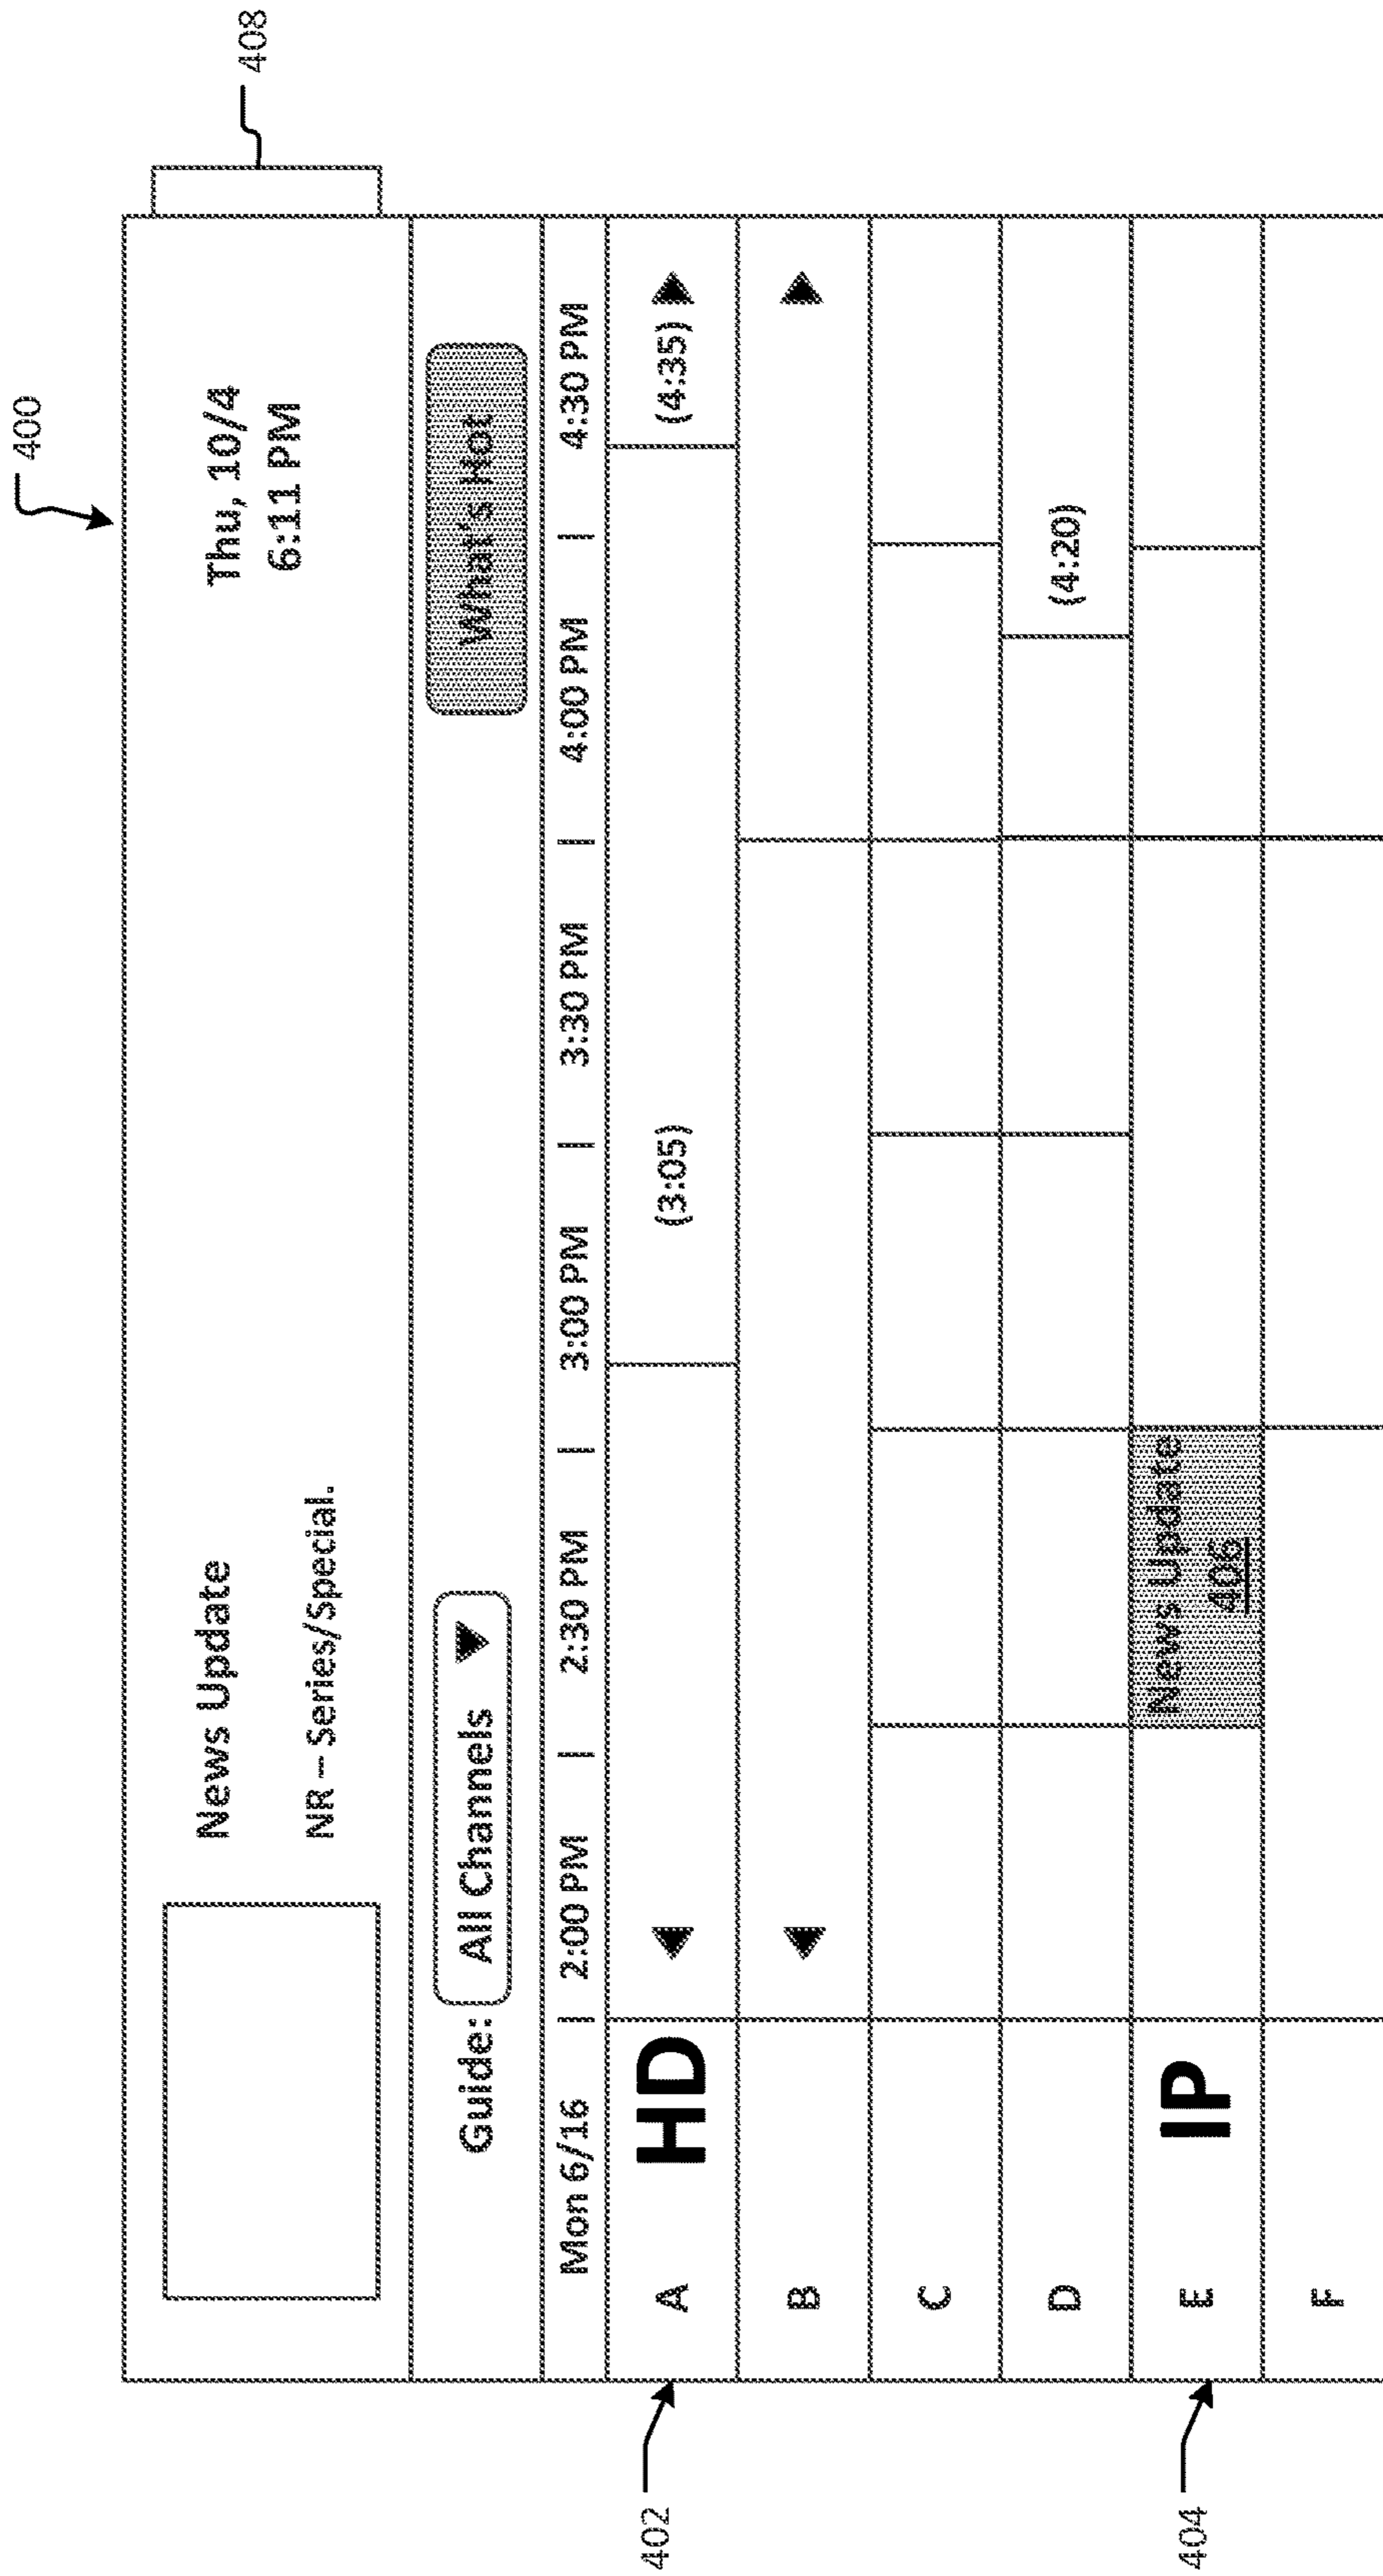 400
408
News Update
Thu, 10/4
6:11 PM
NR – Series/Special.
Guide: All Channels
What's Hot
Mon 6/16 | 2:00 PM | 2:30 PM | 3:00 PM | 3:30 PM | 4:00 PM | 4:30 PM
402
A HD (3:05) (4:35)
B
C
D (4:20)
404
E IP News Update
406
F